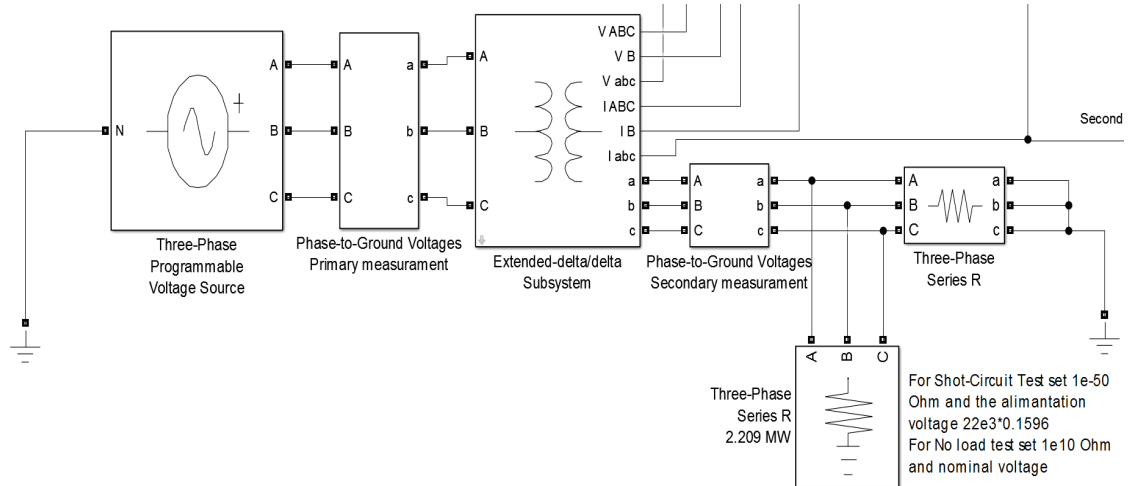 V ABC
V B
V abc
I ABC
I B
I abc
A
B
C
a
b
c
N
A
B
C
A
B
C
a
b
c
A
B
C
a
b
c
A
B
C
a
b
c
Second
Three-Phase
Programmable
Voltage Source
Phase-to-Ground Voltages
Primary measurament
Extended-delta/delta
Subsystem
Phase-to-Ground Voltages
Secondary measurament
Three-Phase
Series R
A
B
C
Three-Phase
Series R
2.209 MW
For Shot-Circuit Test set 1e-50
Ohm and the alimantation
voltage 22e3*0.1596
For No load test set 1e10 Ohm
and nominal voltage